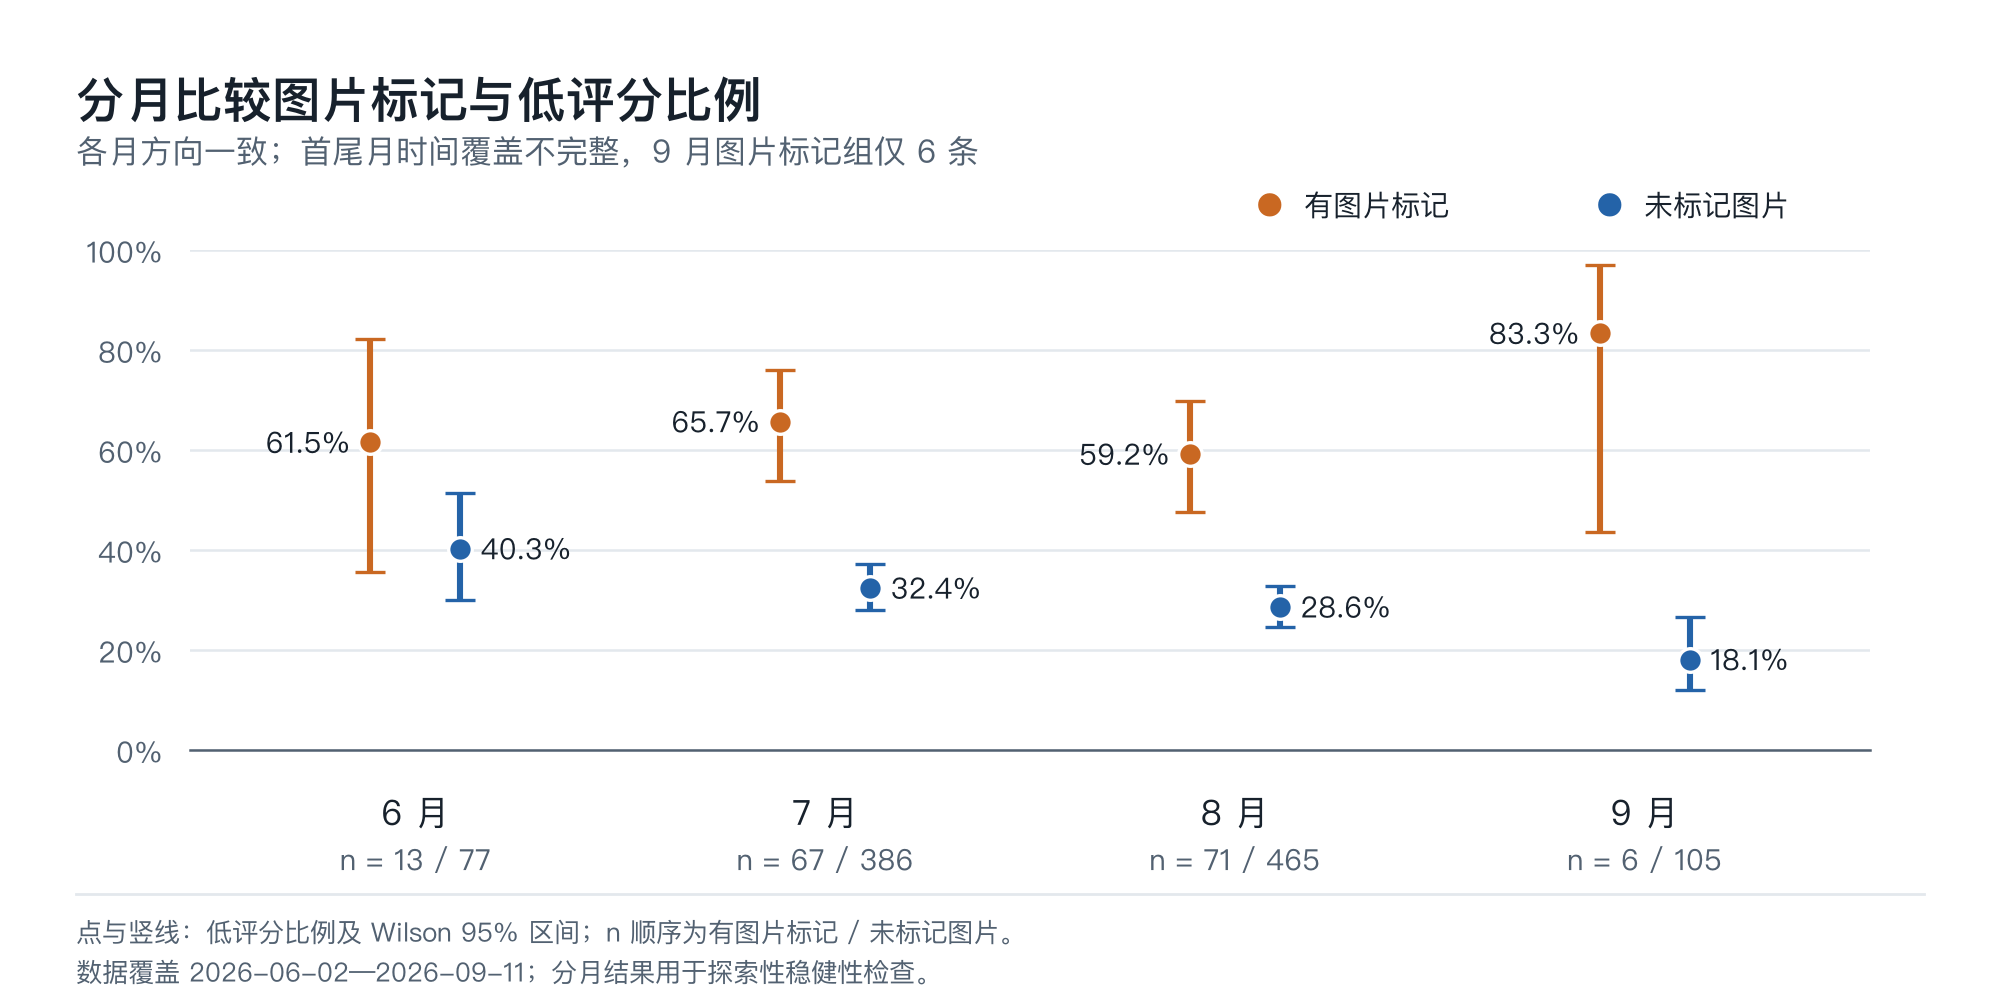 分月比较图片标记与低评分比例
各月方向一致；首尾月时间覆盖不完整，9 月图片标记组仅 6 条
有图片标记 未标记图片
100%
83.3%
80%
65.7%
61.5% 60% 59.2%
40% 40.3%
32.4%
28.6%
20% 18.1%
0%
6 月 7 月 8 月 9 月
n = 13 / 77 n = 67 / 386 n = 71 / 465 n = 6 / 105
点与竖线：低评分比例及 Wilson 95% 区间；n 顺序为有图片标记 / 未标记图片。
数据覆盖 2026–06–02—2026–09–11；分月结果用于探索性稳健性检查。